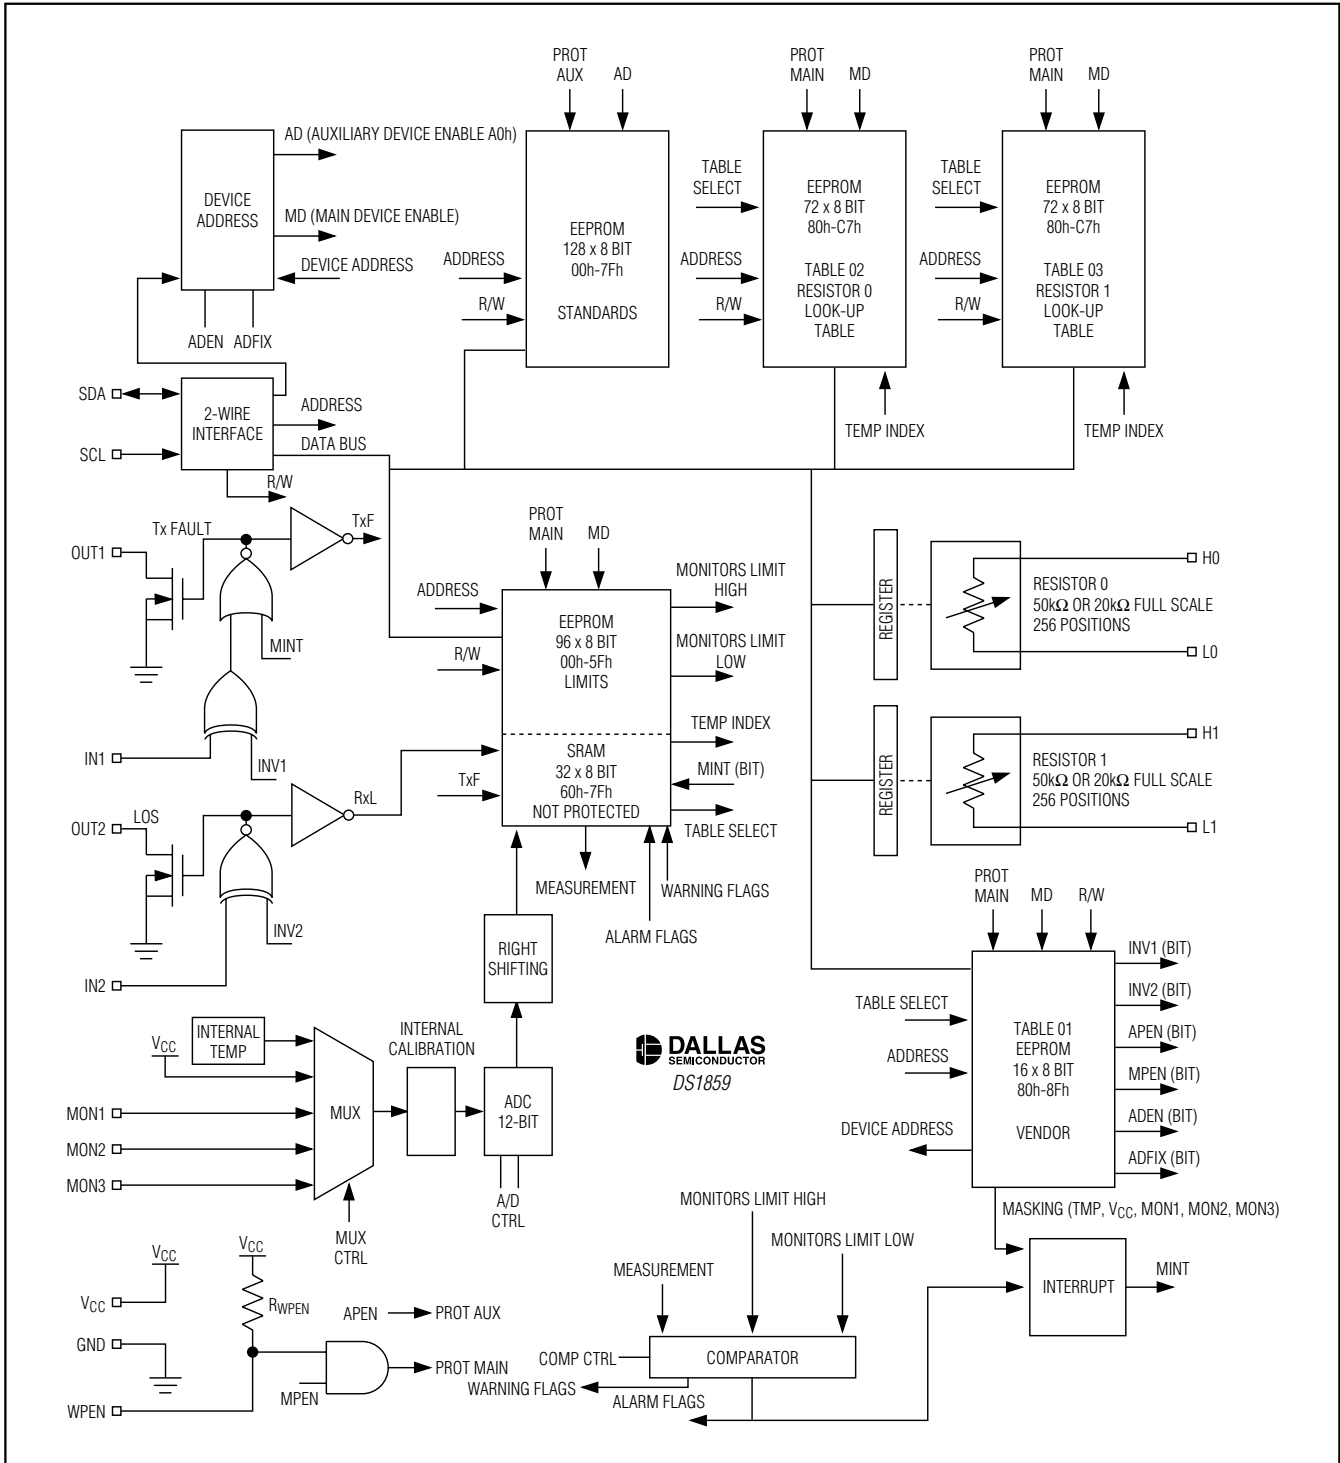 PROT
AUX
AD
PROT
MAIN
MD
PROT
MAIN
MD
AD (AUXILIARY DEVICE ENABLE A0h)
DEVICE
ADDRESS
MD (MAIN DEVICE ENABLE)
DEVICE ADDRESS
ADEN
ADFIX
ADDRESS
R/W
EEPROM
128 x 8 BIT
00h-7Fh
STANDARDS
TABLE
SELECT
ADDRESS
R/W
EEPROM
72 x 8 BIT
80h-C7h
TABLE 02
RESISTOR 0
LOOK-UP
TABLE
TEMP INDEX
TABLE
SELECT
ADDRESS
R/W
EEPROM
72 x 8 BIT
80h-C7h
TABLE 03
RESISTOR 1
LOOK-UP
TABLE
TEMP INDEX
SDA
SCL
2-WIRE
INTERFACE
ADDRESS
DATA BUS
R/W
Tx FAULT
TxF
OUT1
MINT
IN1
INV1
RxL
OUT2
LOS
INV2
IN2
PROT
MAIN
MD
ADDRESS
R/W
EEPROM
96 x 8 BIT
00h-5Fh
LIMITS
SRAM
32 x 8 BIT
60h-7Fh
NOT PROTECTED
TxF
MONITORS LIMIT
HIGH
MONITORS LIMIT
LOW
TEMP INDEX
MINT (BIT)
TABLE SELECT
MEASUREMENT
WARNING FLAGS
ALARM FLAGS
REGISTER
RESISTOR 0
50kΩ OR 20kΩ FULL SCALE
256 POSITIONS
H0
L0
REGISTER
RESISTOR 1
50kΩ OR 20kΩ FULL SCALE
256 POSITIONS
H1
L1
RIGHT
SHIFTING
INTERNAL
TEMP
VCC
MON1
MON2
MON3
MUX
MUX
CTRL
INTERNAL
CALIBRATION
ADC
12-BIT
A/D
CTRL
DALLAS
SEMICONDUCTOR
DS1859
PROT
MAIN
MD
R/W
TABLE SELECT
ADDRESS
DEVICE ADDRESS
TABLE 01
EEPROM
16 x 8 BIT
80h-8Fh
VENDOR
INV1 (BIT)
INV2 (BIT)
APEN (BIT)
MPEN (BIT)
ADEN (BIT)
ADFIX (BIT)
MASKING (TMP, VCC, MON1, MON2, MON3)
INTERRUPT
MINT
VCC
VCC
GND
WPEN
VCC
RWPEN
APEN
PROT AUX
MPEN
PROT MAIN
MONITORS LIMIT HIGH
MONITORS LIMIT LOW
MEASUREMENT
COMP CTRL
COMPARATOR
WARNING FLAGS
ALARM FLAGS